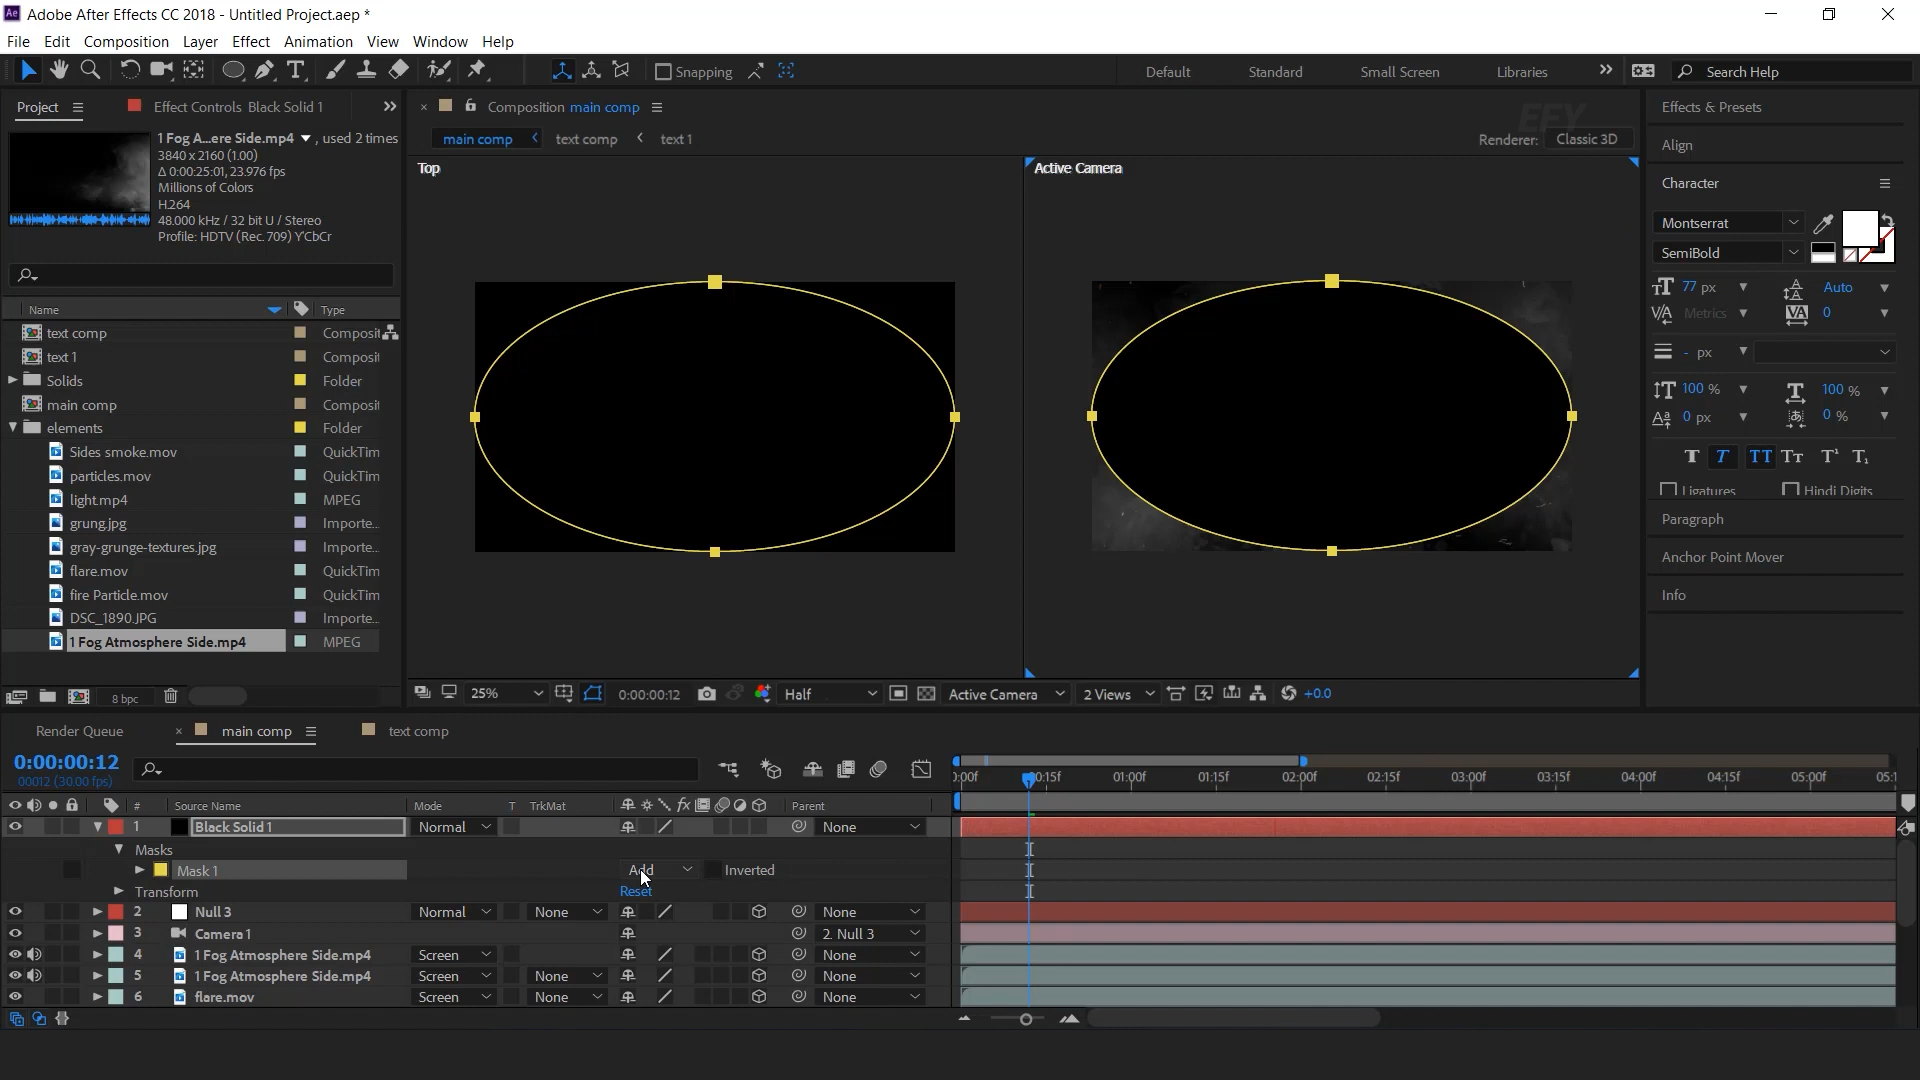 Adobe After Effects CC 2018 - Untitled Project.aep *
File Edit Composition Layer Effect Animation View Window Help
Snapping Default Standard Small Screen Libraries Search Help
Project Effect Controls Black Solid 1
Composition main comp
Effects & Presets
EFY
main comp text comp text 1
Renderer: Classic 3D
Top
Active Camera
1 Fog A...ere Side.mp4 , used 2 times
3840 x 2160 (1.00)
Δ 0:00:25:01, 23.976 fps
Millions of Colors
H.264
48.000 kHz / 32 bit U / Stereo
Profile: HDTV (Rec. 709) Y'CbCr
Name Type
text comp Composit
text 1 Composit
Solids Folder
main comp Composit
elements Folder
Sides smoke.mov QuickTim
particles.mov QuickTim
light.mp4 MPEG
grung.jpg Importe...
gray-grunge-textures.jpg Importe...
flare.mov QuickTim
fire Particle.mov QuickTim
DSC_1890.JPG Importe...
1 Fog Atmosphere Side.mp4 MPEG
8 bpc
25% 0:00:00:12 Half Active Camera 2 Views +0.0
Align
Character
Montserrat
SemiBold
77 px Auto
Metrics 0
- px
100 % 100 %
0 px 0 %
Ligatures Hindi Digits
Paragraph
Anchor Point Mover
Info
Render Queue main comp text comp
0:00:00:12
00012 (30.00 fps)
:00f 00:15f 01:00f 01:15f 02:00f 02:15f 03:00f 03:15f 04:00f 04:15f 05:00f 05:1
# Source Name Mode T TrkMat Parent
1 Black Solid 1 Normal None
Masks
Mask 1 Add Inverted
Transform Reset
2 Null 3 Normal None None
3 Camera 1 2. Null 3
4 1 Fog Atmosphere Side.mp4 Screen None
5 1 Fog Atmosphere Side.mp4 Screen None None
6 flare.mov Screen None None